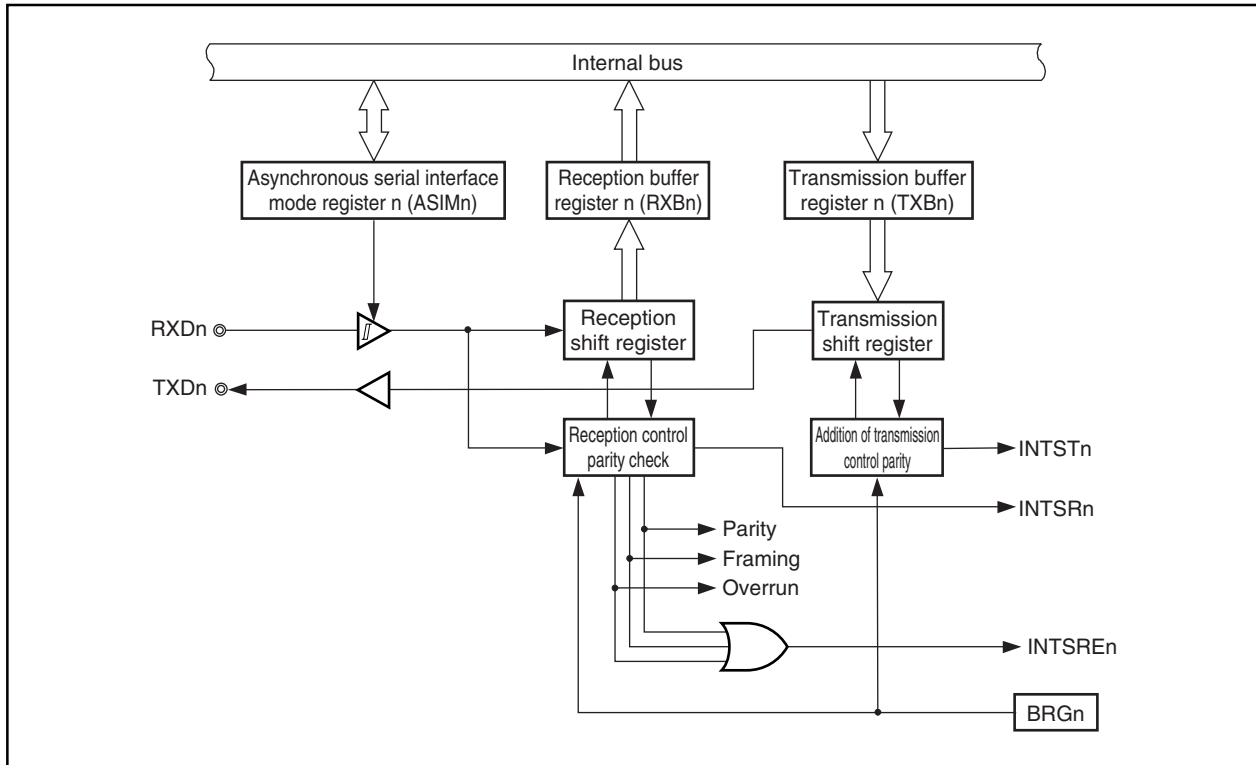 Internal bus
Asynchronous serial interface
mode register n (ASIMn)
Reception buffer
register n (RXBn)
Transmission buffer
register n (TXBn)
RXDn
Reception
shift register
Transmission
shift register
TXDn
Reception control
parity check
Addition of transmission
control parity
INTSTn
INTSRn
Parity
Framing
Overrun
INTSREn
BRGn